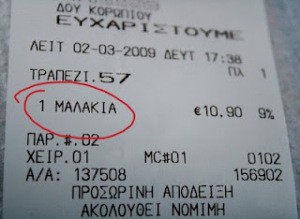 ΔΟΥ ΚΟΡΩΠΙΟΥ
ΕΥΧΑΡΙΣΤΟΥΜΕ
ΛΕΙΤ 02-03-2009 ΔΕΥΤ 17:38
ΤΡΑΠΕΖΙ.57 ΠΛ 1
1 ΜΑΛΑΚΙΑ €10,90 9%
ΠΑΡ.#.02
ΧΕΙΡ.01 MC#01 0102
Α/Α: 137508 156902
ΠΡΟΣΩΡΙΝΗ ΑΠΟΔΕΙΞΗ
ΑΚΟΛΟΥΘΕΙ ΝΟΜΙΜΗ